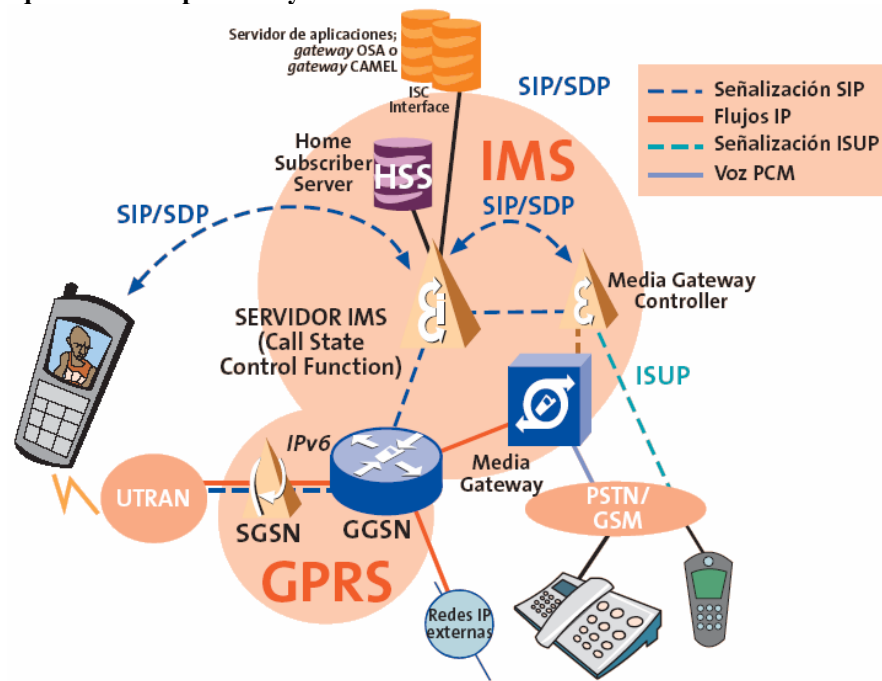 Servidor de aplicaciones;
gateway OSA o
gateway CAMEL
ISC
Interface
SIP/SDP
Señalización SIP
Flujos IP
Señalización ISUP
Voz PCM
Home
Subscriber
Server
HSS
IMS
SIP/SDP
SIP/SDP
Media Gateway
Controller
SERVIDOR IMS
(Call State
Control Function)
ISUP
IPv6
Media
Gateway
UTRAN
SGSN
GGSN
PSTN/
GSM
GPRS
Redes IP
externas